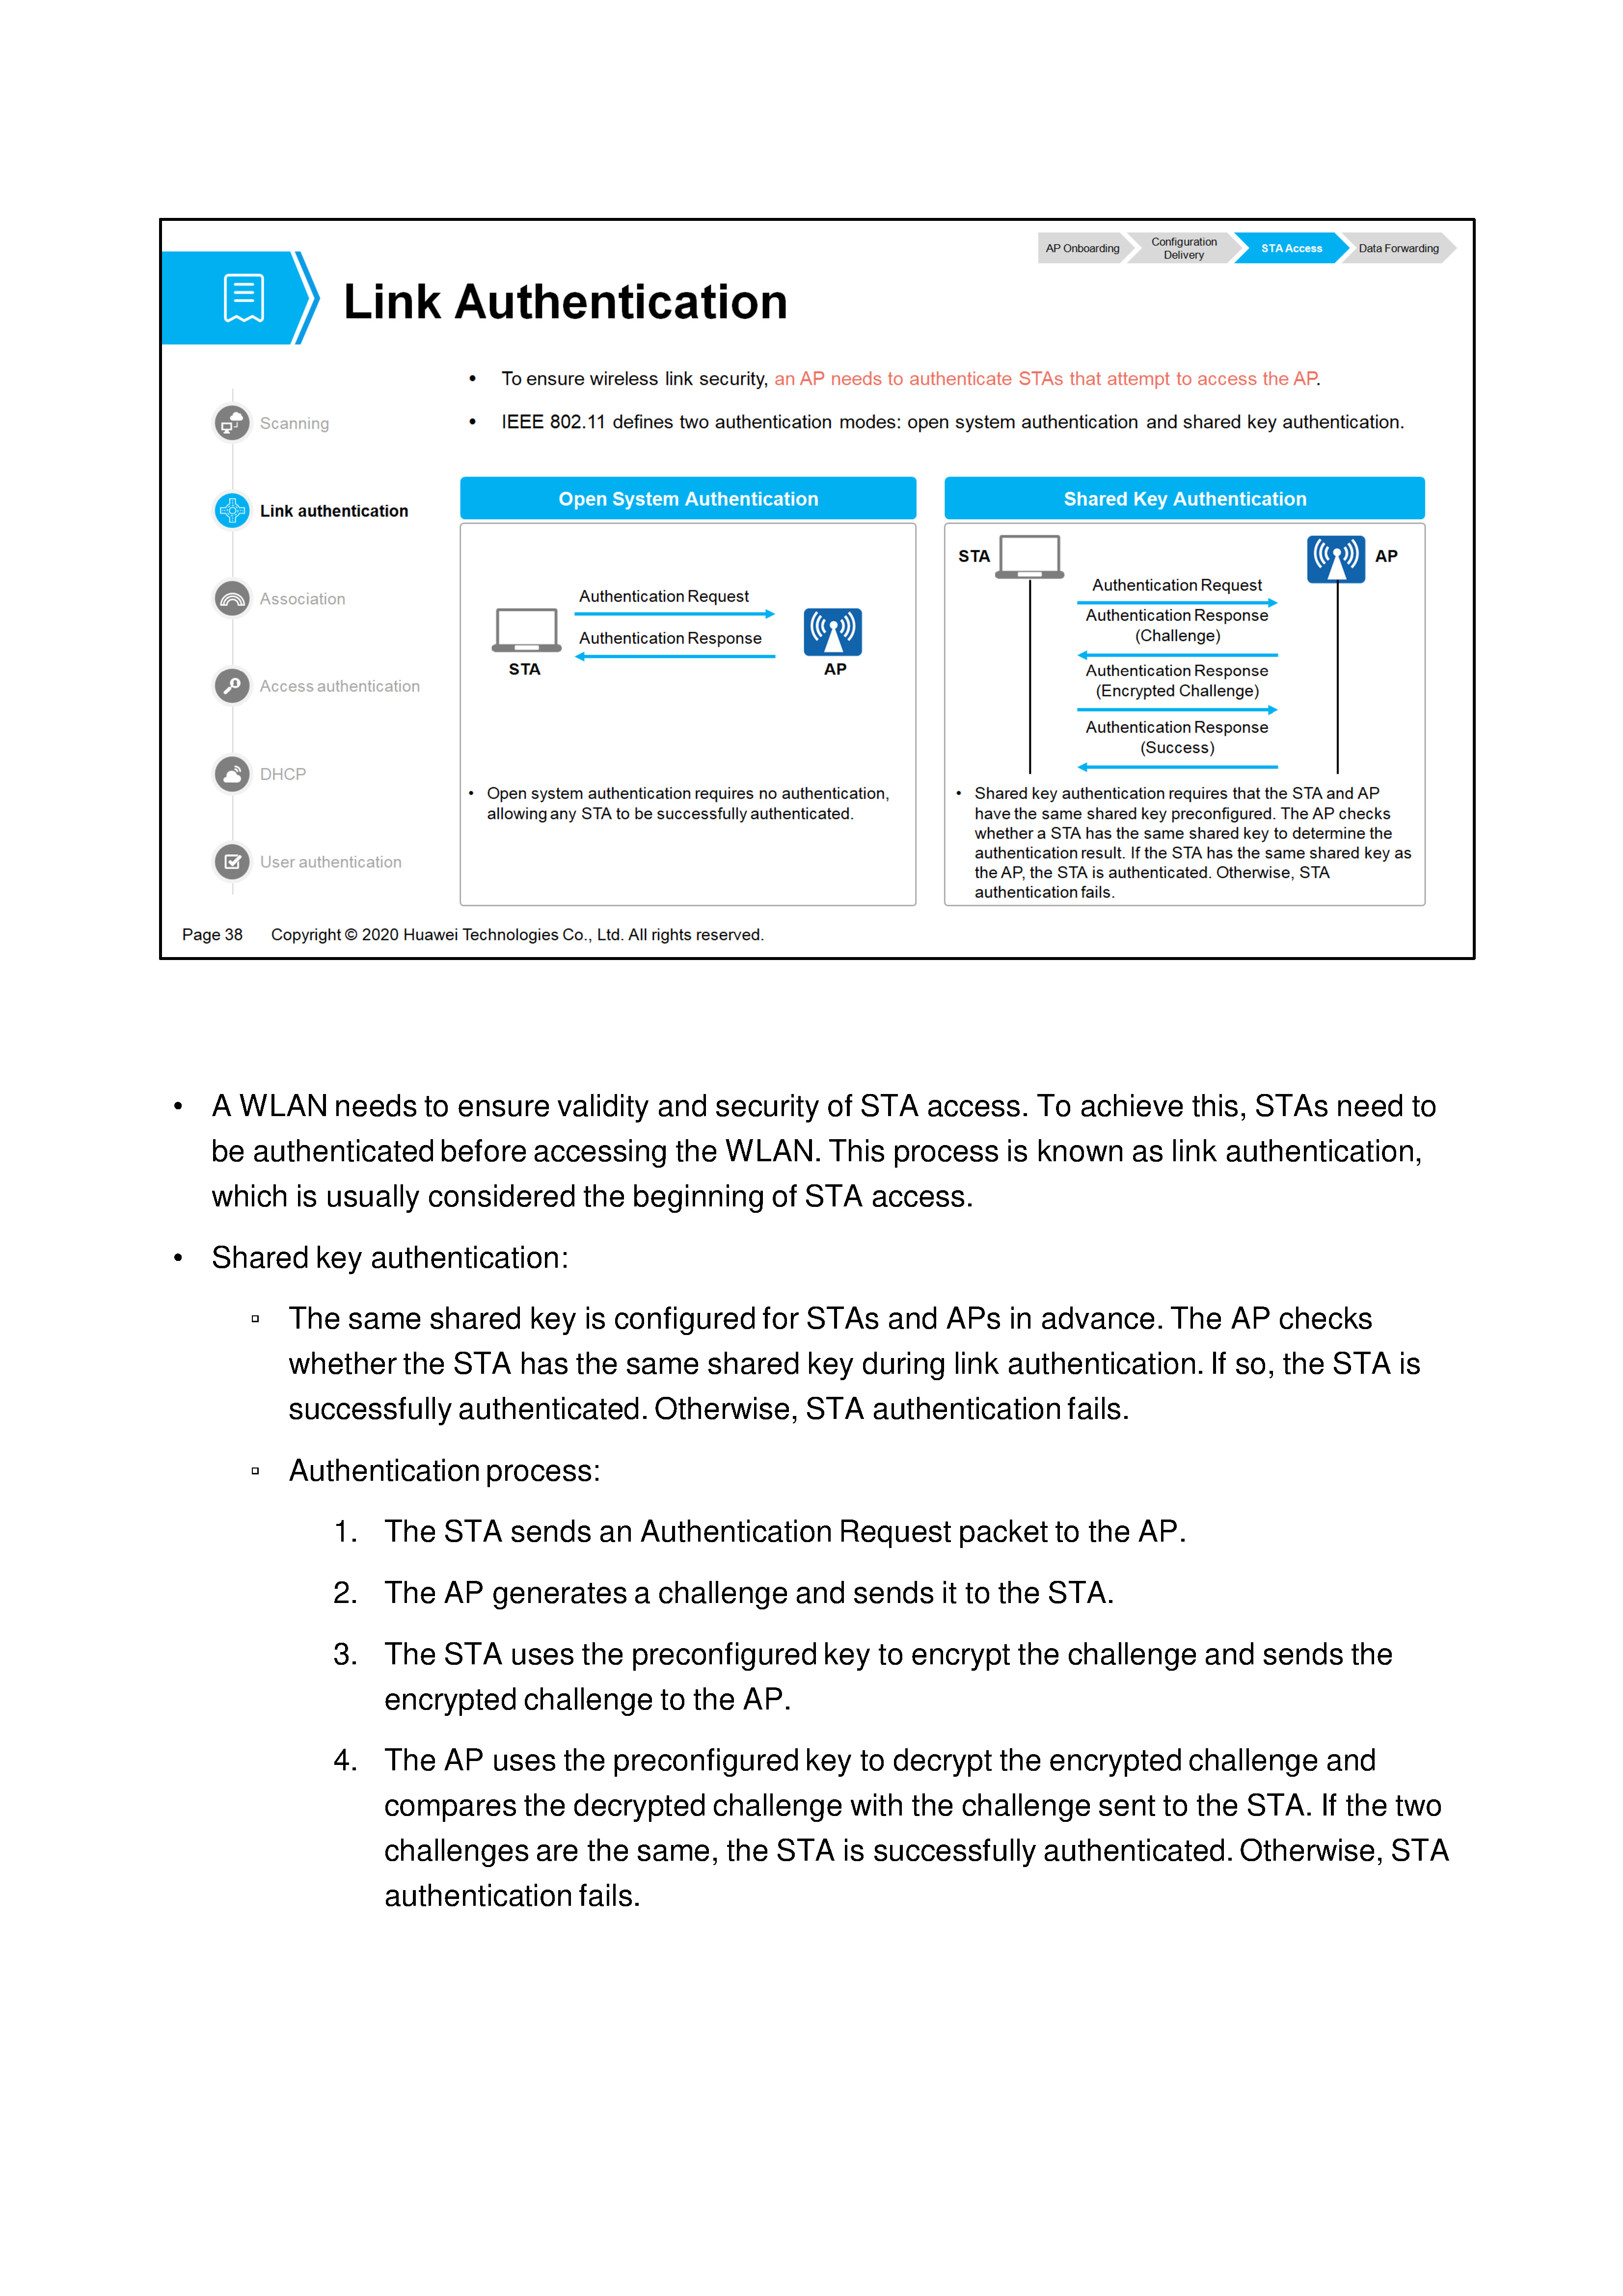 AP Onboarding
Configuration
Delivery
STA Access
Data Forwarding
Link Authentication
• To ensure wireless link security, an AP needs to authenticate STAs that attempt to access the AP.
• IEEE 802.11 defines two authentication modes: open system authentication and shared key authentication.
Scanning
Link authentication
Association
Access authentication
DHCP
User authentication
Open System Authentication
Authentication Request
Authentication Response
STA
AP
• Open system authentication requires no authentication,
allowing any STA to be successfully authenticated.
Shared Key Authentication
STA
AP
Authentication Request
Authentication Response
(Challenge)
Authentication Response
(Encrypted Challenge)
Authentication Response
(Success)
• Shared key authentication requires that the STA and AP
have the same shared key preconfigured. The AP checks
whether a STA has the same shared key to determine the
authentication result. If the STA has the same shared key as
the AP, the STA is authenticated. Otherwise, STA
authentication fails.
Page 38 Copyright © 2020 Huawei Technologies Co., Ltd. All rights reserved.
• A WLAN needs to ensure validity and security of STA access. To achieve this, STAs need to
be authenticated before accessing the WLAN. This process is known as link authentication,
which is usually considered the beginning of STA access.
• Shared key authentication:
▫ The same shared key is configured for STAs and APs in advance. The AP checks
whether the STA has the same shared key during link authentication. If so, the STA is
successfully authenticated. Otherwise, STA authentication fails.
▫ Authentication process:
1. The STA sends an Authentication Request packet to the AP.
2. The AP generates a challenge and sends it to the STA.
3. The STA uses the preconfigured key to encrypt the challenge and sends the
encrypted challenge to the AP.
4. The AP uses the preconfigured key to decrypt the encrypted challenge and
compares the decrypted challenge with the challenge sent to the STA. If the two
challenges are the same, the STA is successfully authenticated. Otherwise, STA
authentication fails.